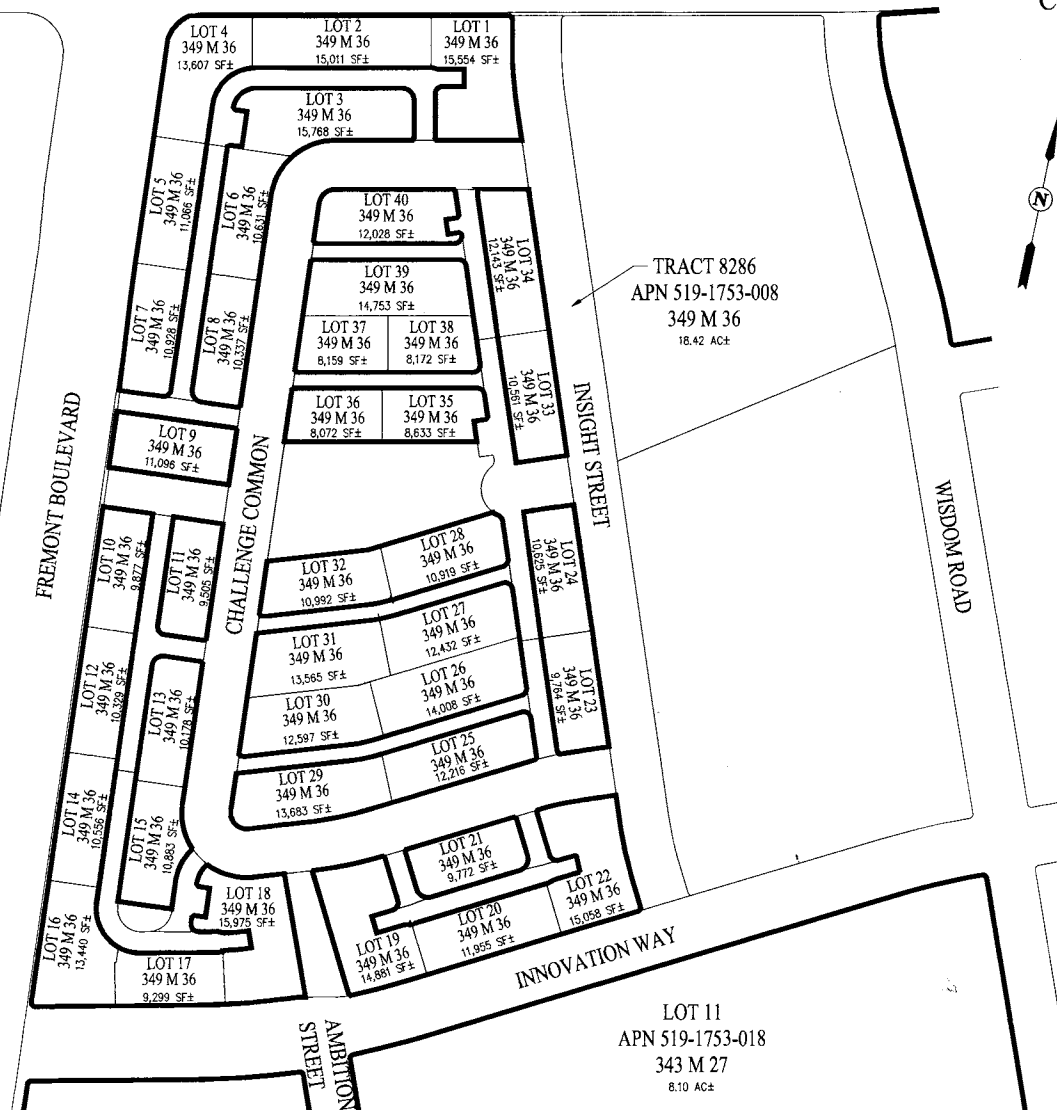 LOT 4
349 M 36
13,607 SF±
LOT 2
349 M 36
15,011 SF±
LOT 1
349 M 36
15,554 SF±
LOT 3
349 M 36
15,768 SF±
LOT 5
349 M 36
11,066 SF±
LOT 6
349 M 36
10,631 SF±
LOT 7
349 M 36
10,928 SF±
LOT 8
349 M 36
10,337 SF±
LOT 40
349 M 36
12,028 SF±
LOT 39
349 M 36
14,753 SF±
LOT 37
349 M 36
8,159 SF±
LOT 38
349 M 36
8,172 SF±
LOT 36
349 M 36
8,072 SF±
LOT 35
349 M 36
8,633 SF±
LOT 34
349 M 36
12,143 SF±
LOT 33
349 M 36
10,561 SF±
N
TRACT 8286
APN 519-1753-008
349 M 36
18.42 AC±
INSIGHT STREET
WISDOM ROAD
FREMONT BOULEVARD
CHALLENGE COMMON
LOT 9
349 M 36
11,096 SF±
LOT 10
349 M 36
9,877 SF±
LOT 11
349 M 36
9,505 SF±
LOT 12
349 M 36
10,329 SF±
LOT 13
349 M 36
10,178 SF±
LOT 14
349 M 36
10,556 SF±
LOT 15
349 M 36
10,883 SF±
LOT 16
349 M 36
13,440 SF±
LOT 17
349 M 36
9,299 SF±
LOT 18
349 M 36
15,975 SF±
LOT 32
349 M 36
10,992 SF±
LOT 28
349 M 36
10,919 SF±
LOT 31
349 M 36
13,565 SF±
LOT 27
349 M 36
12,432 SF±
LOT 30
349 M 36
12,597 SF±
LOT 26
349 M 36
14,008 SF±
LOT 29
349 M 36
13,683 SF±
LOT 25
349 M 36
12,216 SF±
LOT 24
349 M 36
10,625 SF±
LOT 23
349 M 36
9,764 SF±
LOT 21
349 M 36
9,772 SF±
LOT 22
349 M 36
15,058 SF±
LOT 20
349 M 36
11,955 SF±
LOT 19
349 M 36
14,881 SF±
INNOVATION WAY
AMBITION
STREET
LOT 11
APN 519-1753-018
343 M 27
8.10 AC±